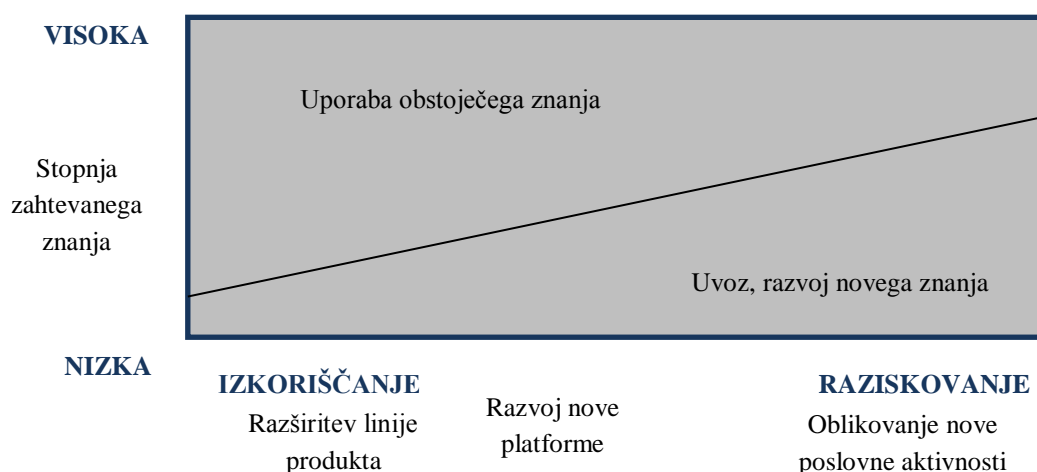 VISOKA
Uporaba obstoječega znanja
Stopnja
zahtevanega
znanja
Uvoz, razvoj novega znanja
NIZKA
IZKORIŠČANJE
Razširitev linije
produkta
Razvoj nove
platforme
RAZISKOVANJE
Oblikovanje nove
poslovne aktivnosti